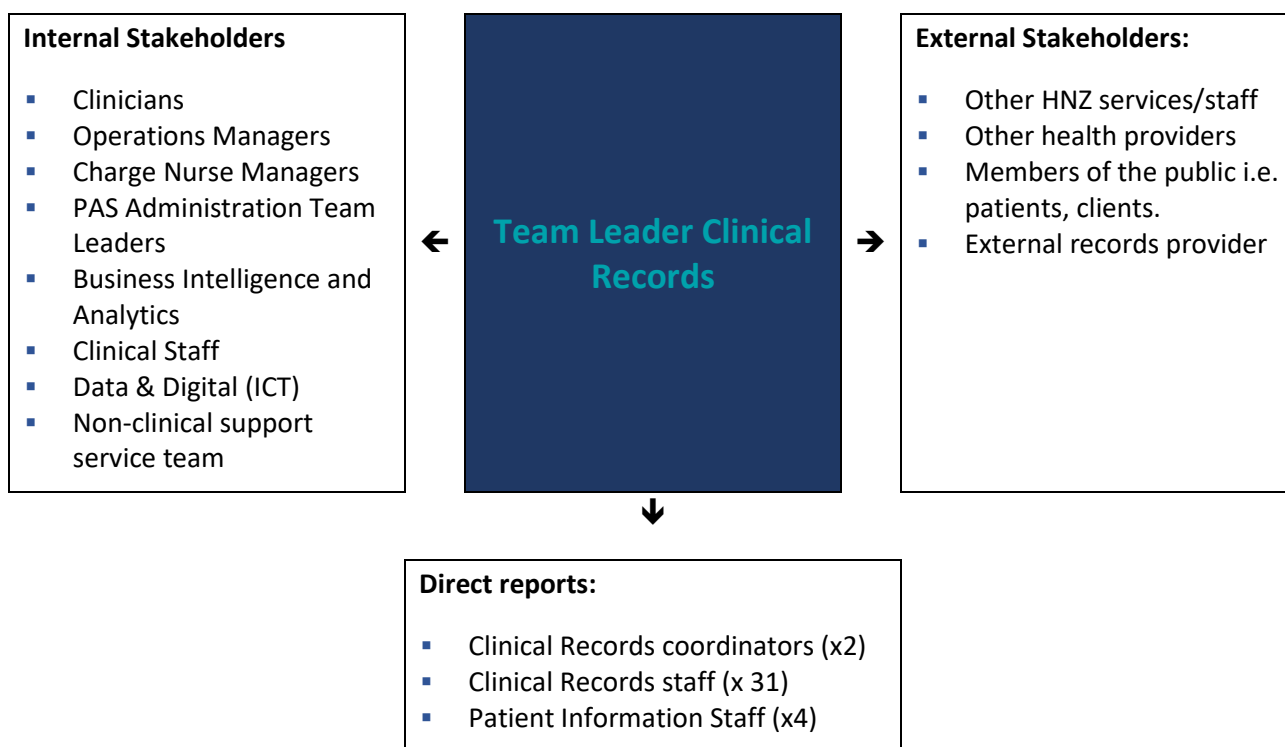 Internal Stakeholders
▪ Clinicians
▪ Operations Managers
▪ Charge Nurse Managers
▪ PAS Administration Team
Leaders
▪ Business Intelligence and
Analytics
▪ Clinical Staff
▪ Data & Digital (ICT)
▪ Non-clinical support
service team
Team Leader Clinical
Records
External Stakeholders:
▪ Other HNZ services/staff
▪ Other health providers
▪ Members of the public i.e.
patients, clients.
▪ External records provider
Direct reports:
▪ Clinical Records coordinators (x2)
▪ Clinical Records staff (x 31)
▪ Patient Information Staff (x4)